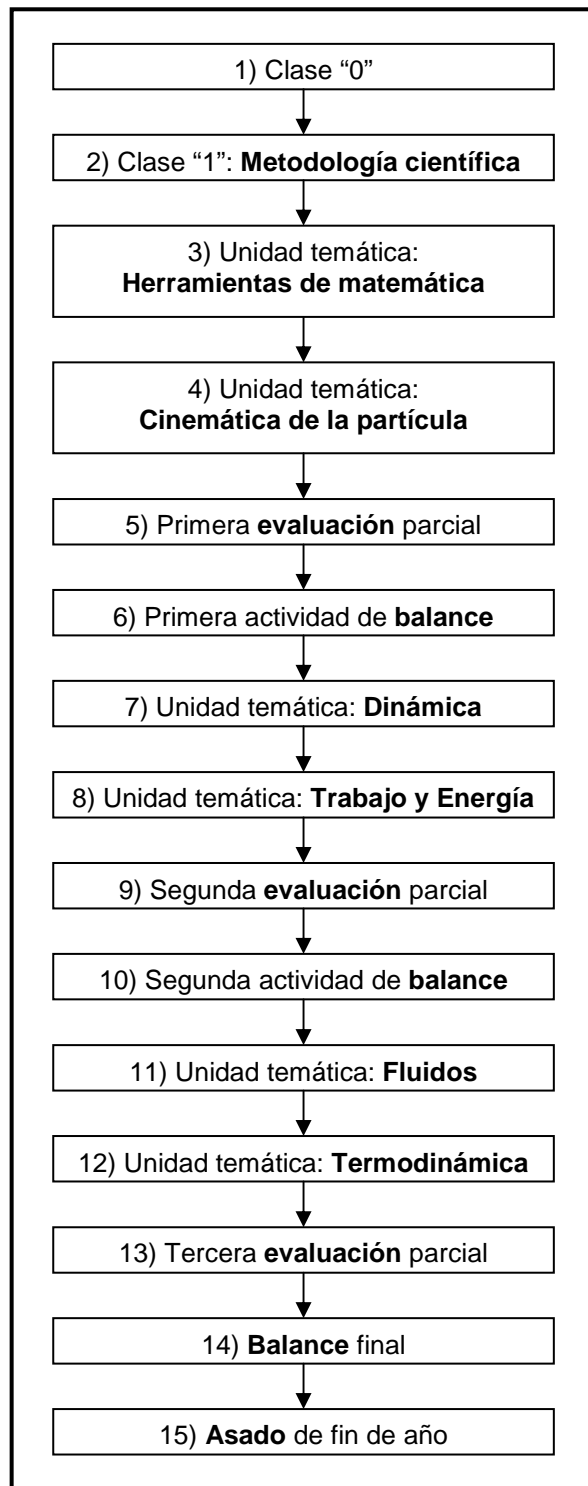 1) Clase “0”
2) Clase “1”: Metodología científica
3) Unidad temática:
Herramientas de matemática
4) Unidad temática:
Cinemática de la partícula
5) Primera evaluación parcial
6) Primera actividad de balance
7) Unidad temática: Dinámica
8) Unidad temática: Trabajo y Energía
9) Segunda evaluación parcial
10) Segunda actividad de balance
11) Unidad temática: Fluidos
12) Unidad temática: Termodinámica
13) Tercera evaluación parcial
14) Balance final
15) Asado de fin de año